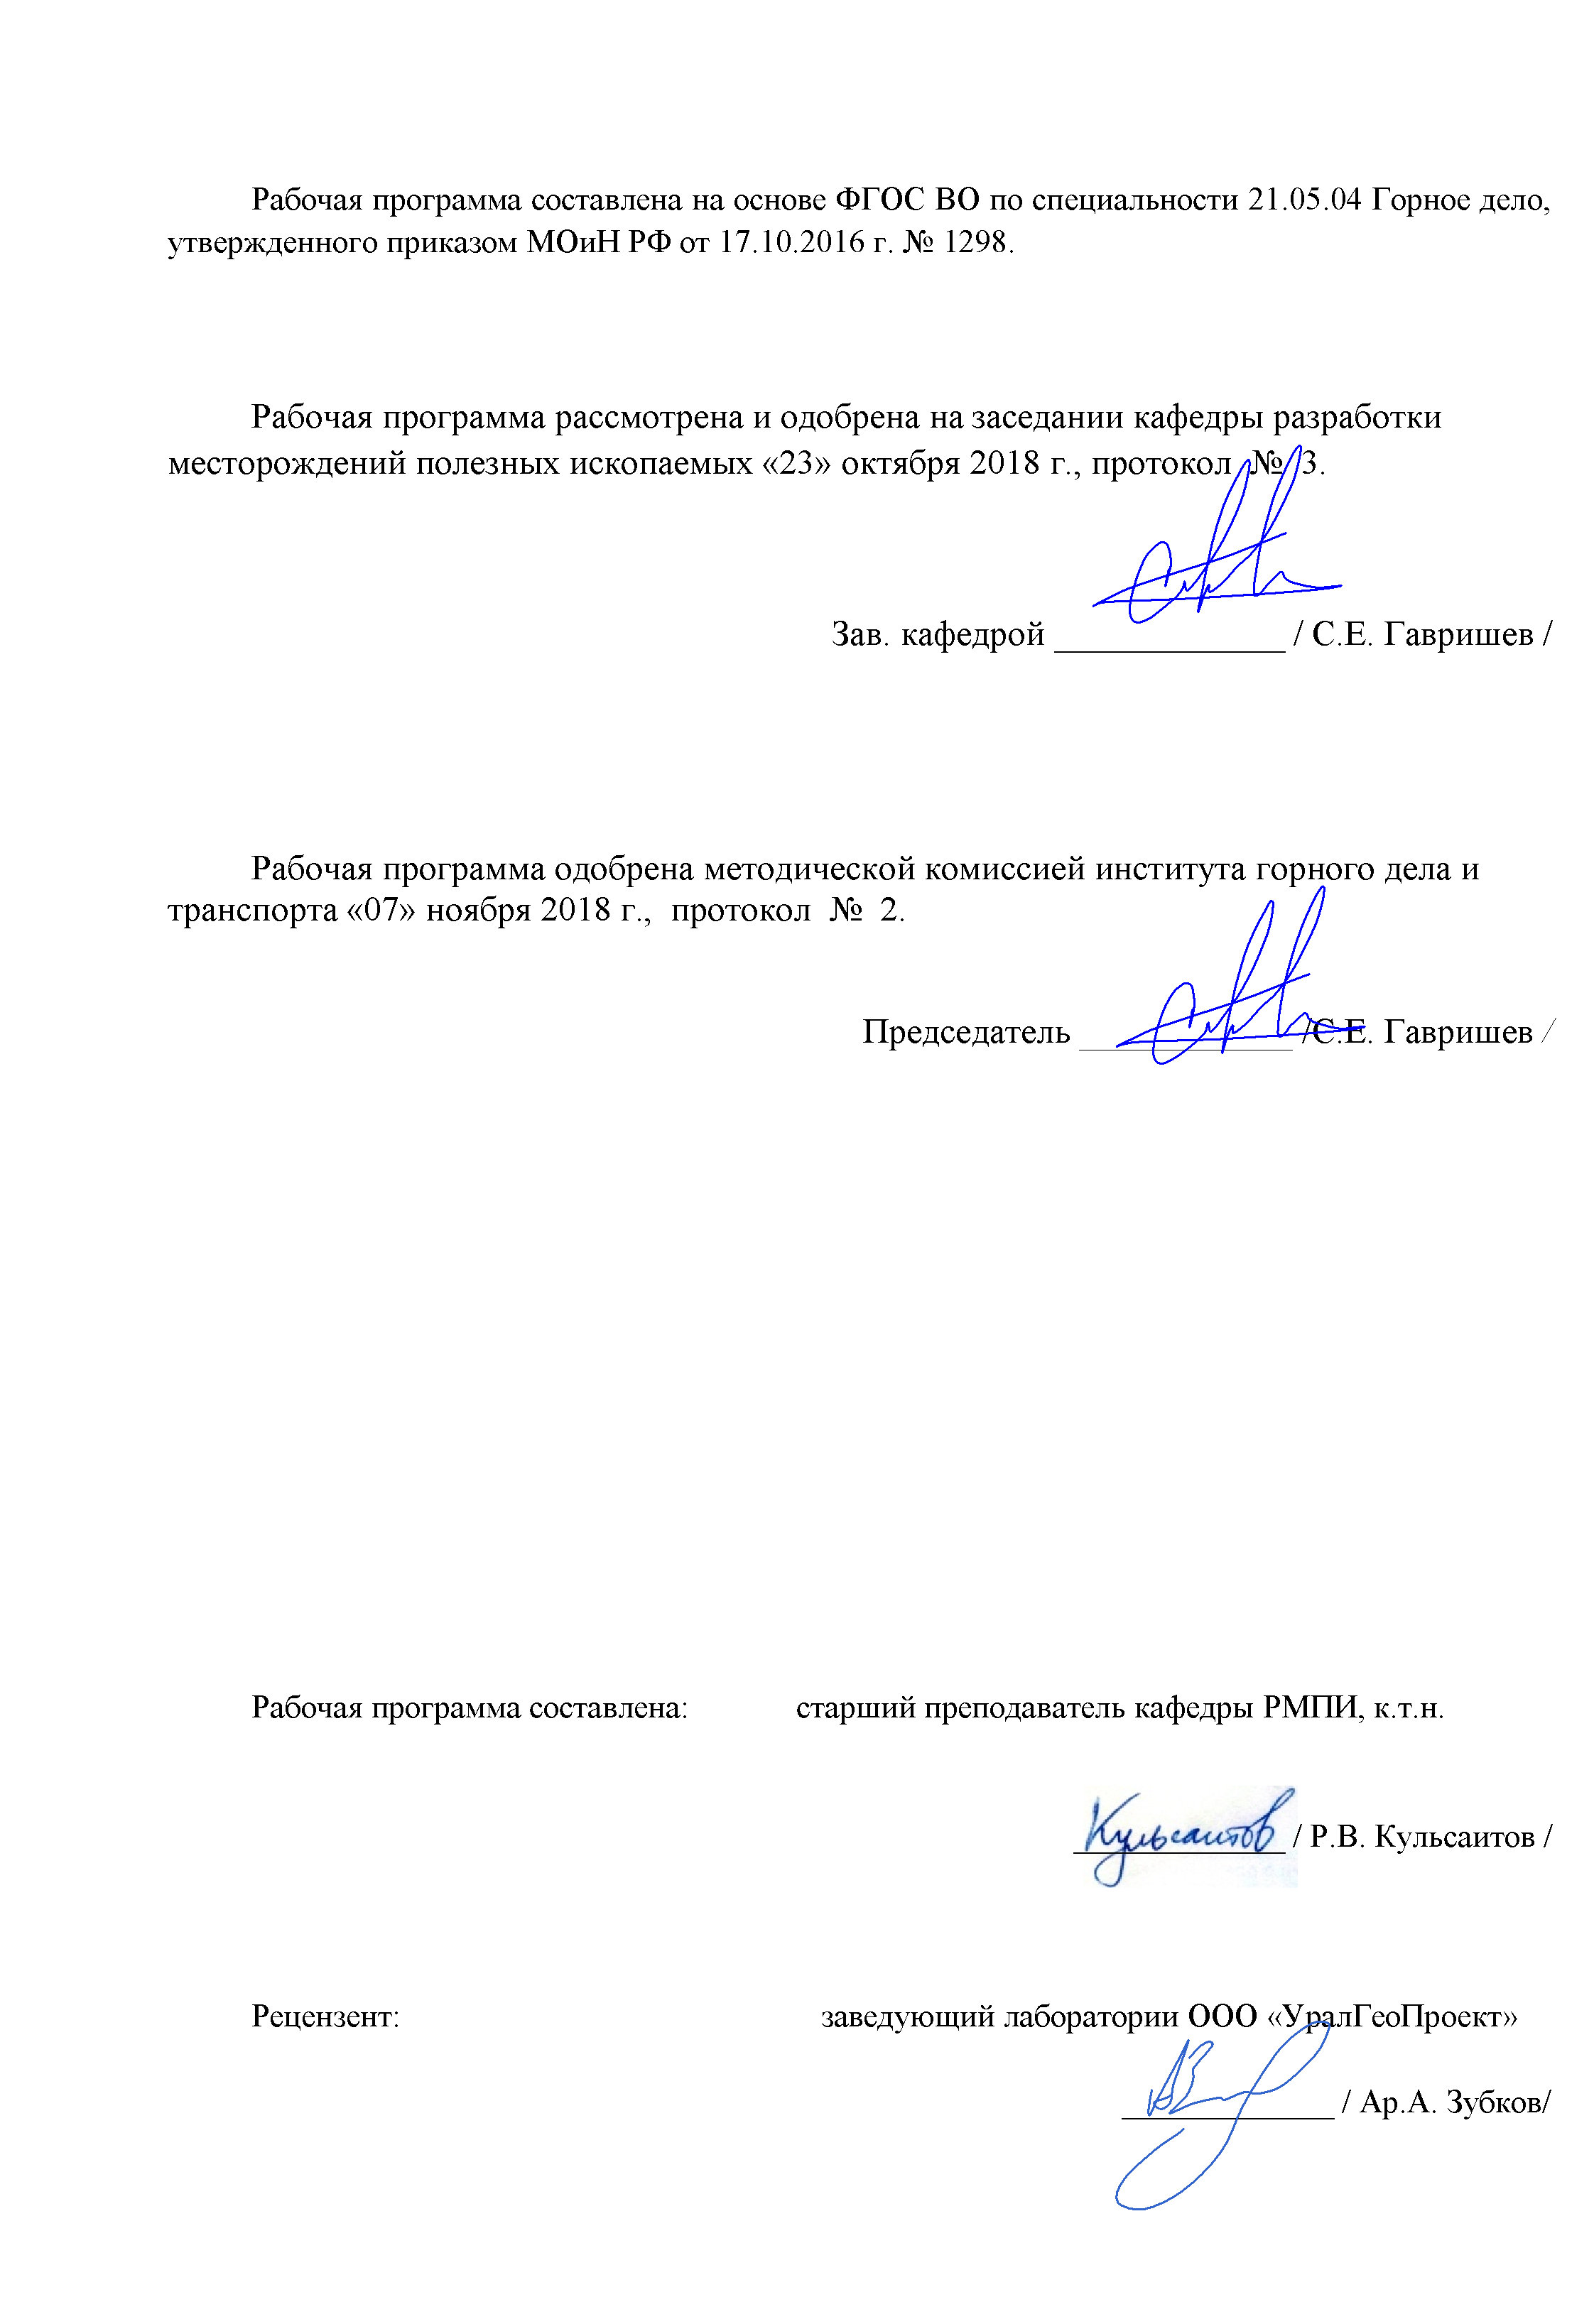 Рабочая программа составлена на основе ФГОС ВО по специальности 21.05.04 Горное дело,
утвержденного приказом МОиН РФ от 17.10.2016 г. № 1298.
Рабочая программа рассмотрена и одобрена на заседании кафедры разработки
месторождений полезных ископаемых «23» октября 2018 г., протокол № 3.
Зав. кафедрой _____________ / С.Е. Гавришев /
Рабочая программа одобрена методической комиссией института горного дела и
транспорта «07» ноября 2018 г., протокол № 2.
Председатель ____________ /С.Е. Гавришев /
Рабочая программа составлена: старший преподаватель кафедры РМПИ, к.т.н.
Кульсаитов / Р.В. Кульсаитов /
Рецензент: заведующий лаборатории ООО «УралГеоПроект»
____________ / Ар.А. Зубков/